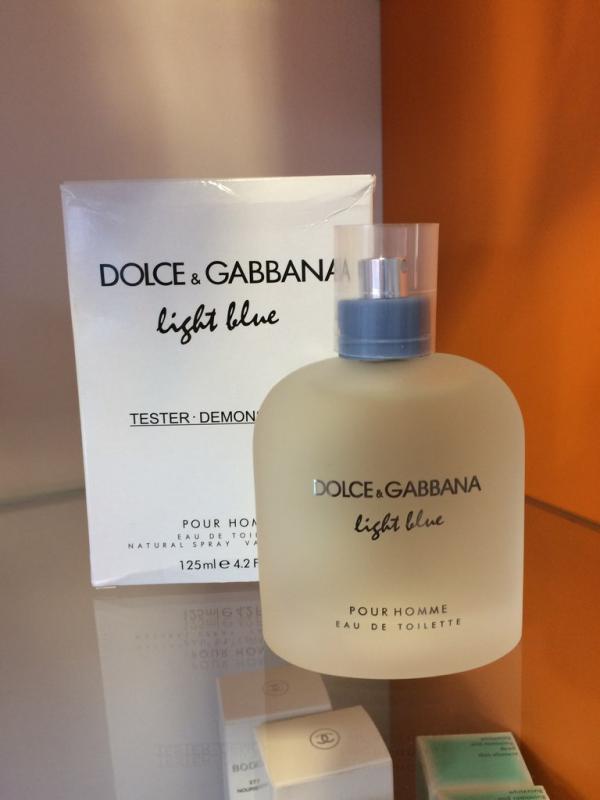 DOLCE & GABBANA
light blue
TESTER · DEMON
POUR HOM
EAU DE TOI
NATURAL SPRAY VA
125ml e 4.2 F
DOLCE & GABBANA
light blue
POUR HOMME
EAU DE TOILETTE